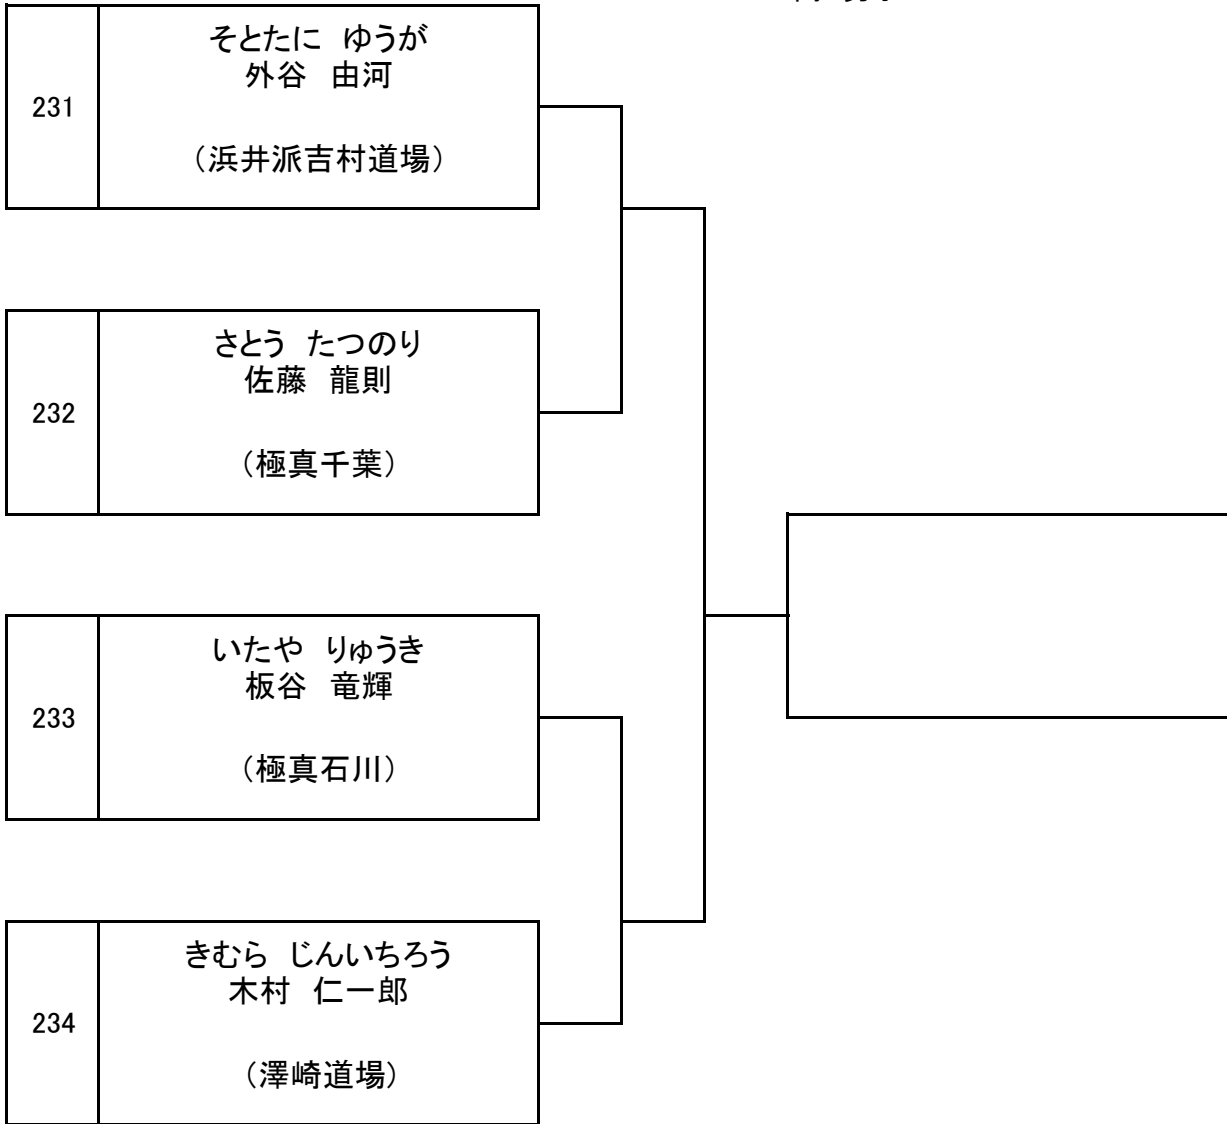 231
そとたに ゆうが
外谷 由河
（浜井派吉村道場）
232
さとう たつのり
佐藤 龍則
（極真千葉）
233
いたや りゅうき
板谷 竜輝
（極真石川）
234
きむら じんいちろう
木村 仁一郎
（澤崎道場）